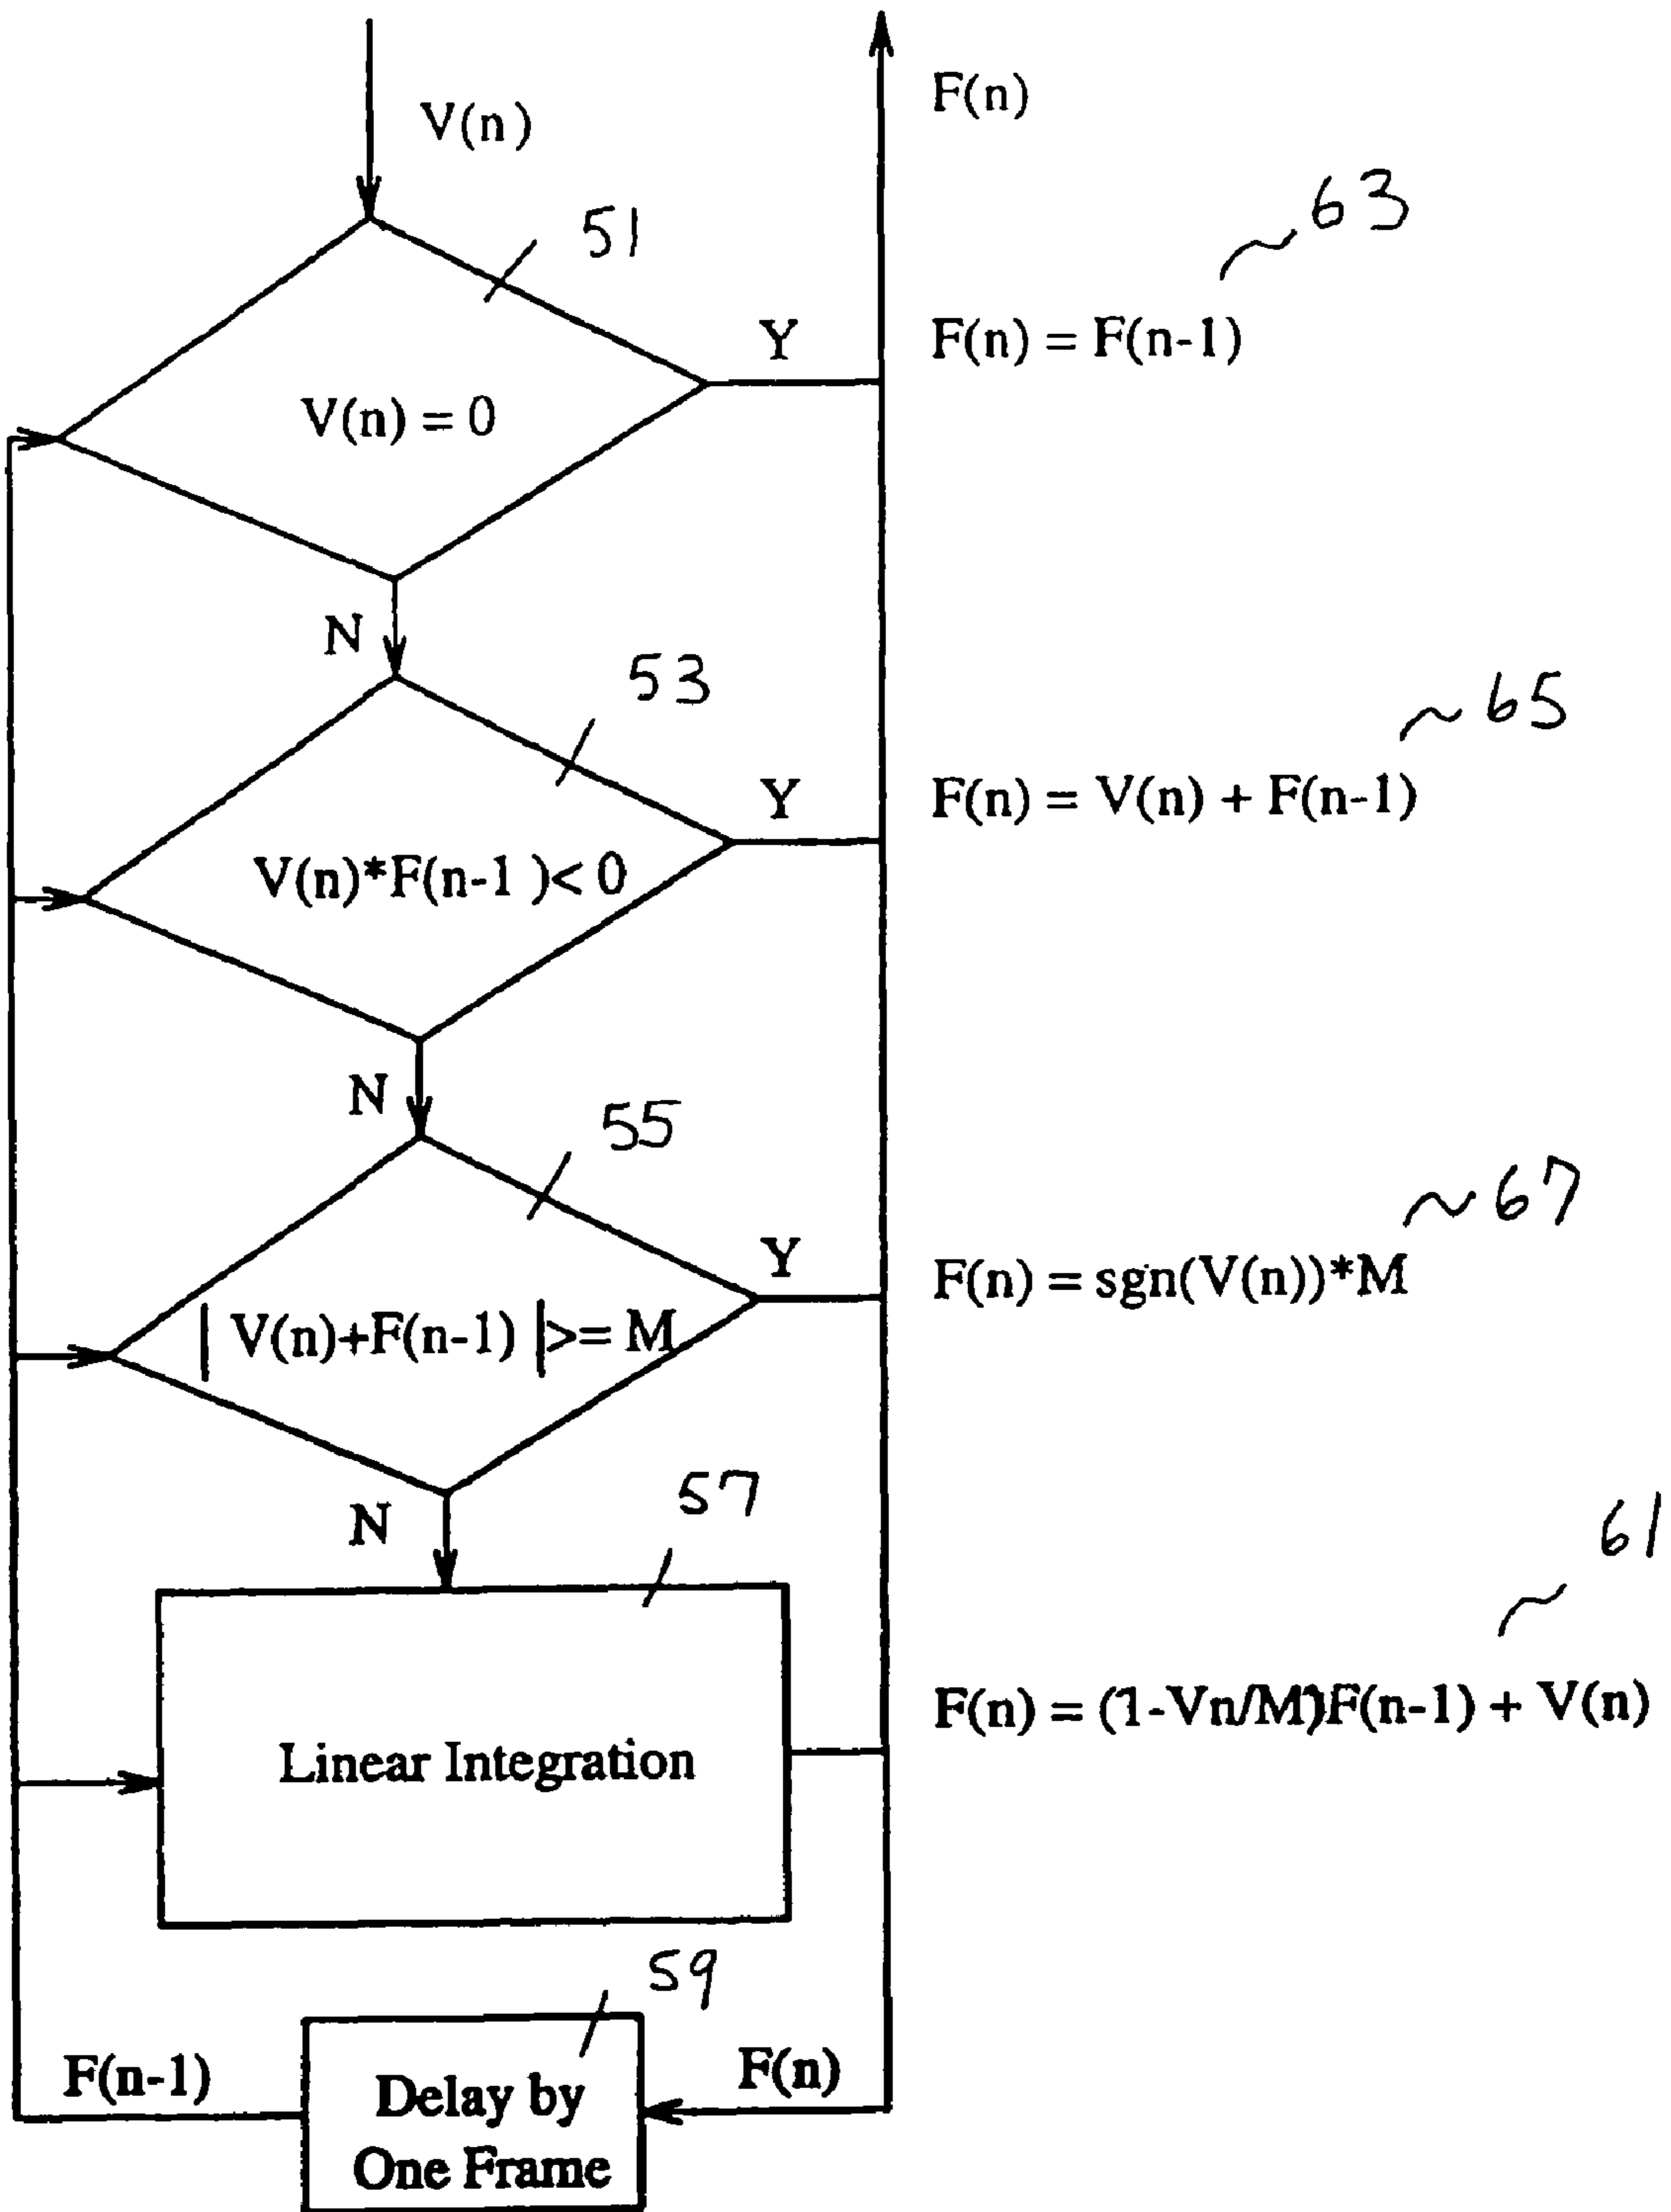 F(n)
V(n)
63
51
Y
F(n) = F(n-1)
V(n) = 0
N
53
65
Y
F(n) = V(n) + F(n-1)
V(n)*F(n-1)< 0
N
55
67
Y
F(n) = sgn(V(n))*M
| V(n)+F(n-1) |>= M
57
N
61
F(n) = (1-Vn/M)F(n-1) + V(n)
Linear Integration
59
F(n-1)
F(n)
Delay by
One Frame